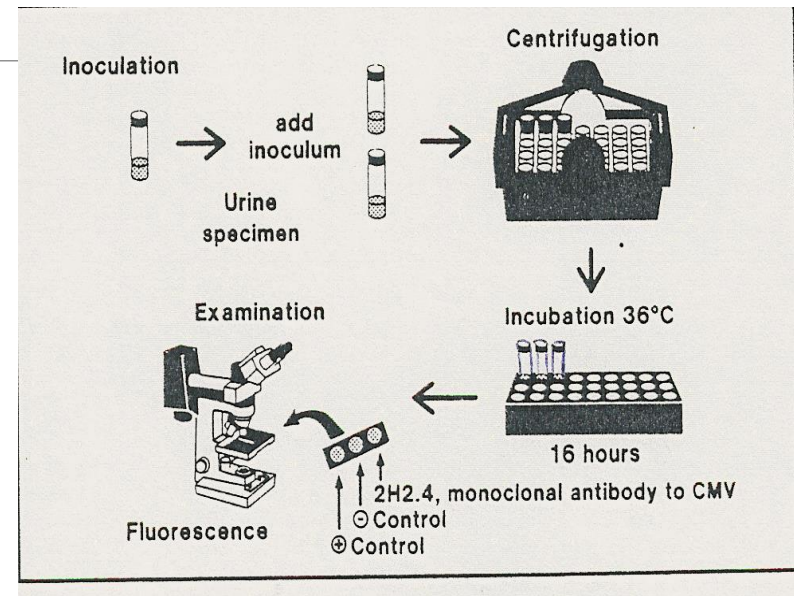 Inoculation
add
inoculum
Urine
specimen
Centrifugation
Incubation 36°C
16 hours
Examination
Fluorescence
2H2.4, monoclonal antibody to CMV
⊖ Control
⊕ Control